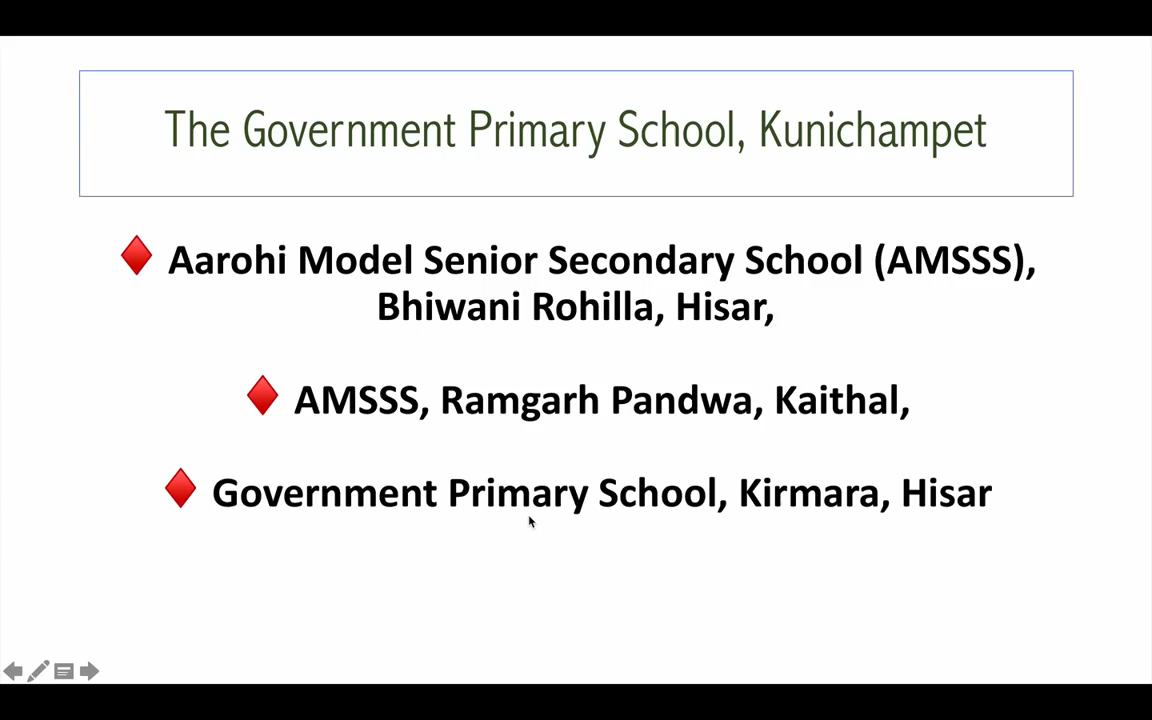 The Government Primary School, Kunichampet
♦ Aarohi Model Senior Secondary School (AMSSS),
Bhiwani Rohilla, Hisar,
♦ AMSSS, Ramgarh Pandwa, Kaithal,
♦ Government Primary School, Kirmara, Hisar